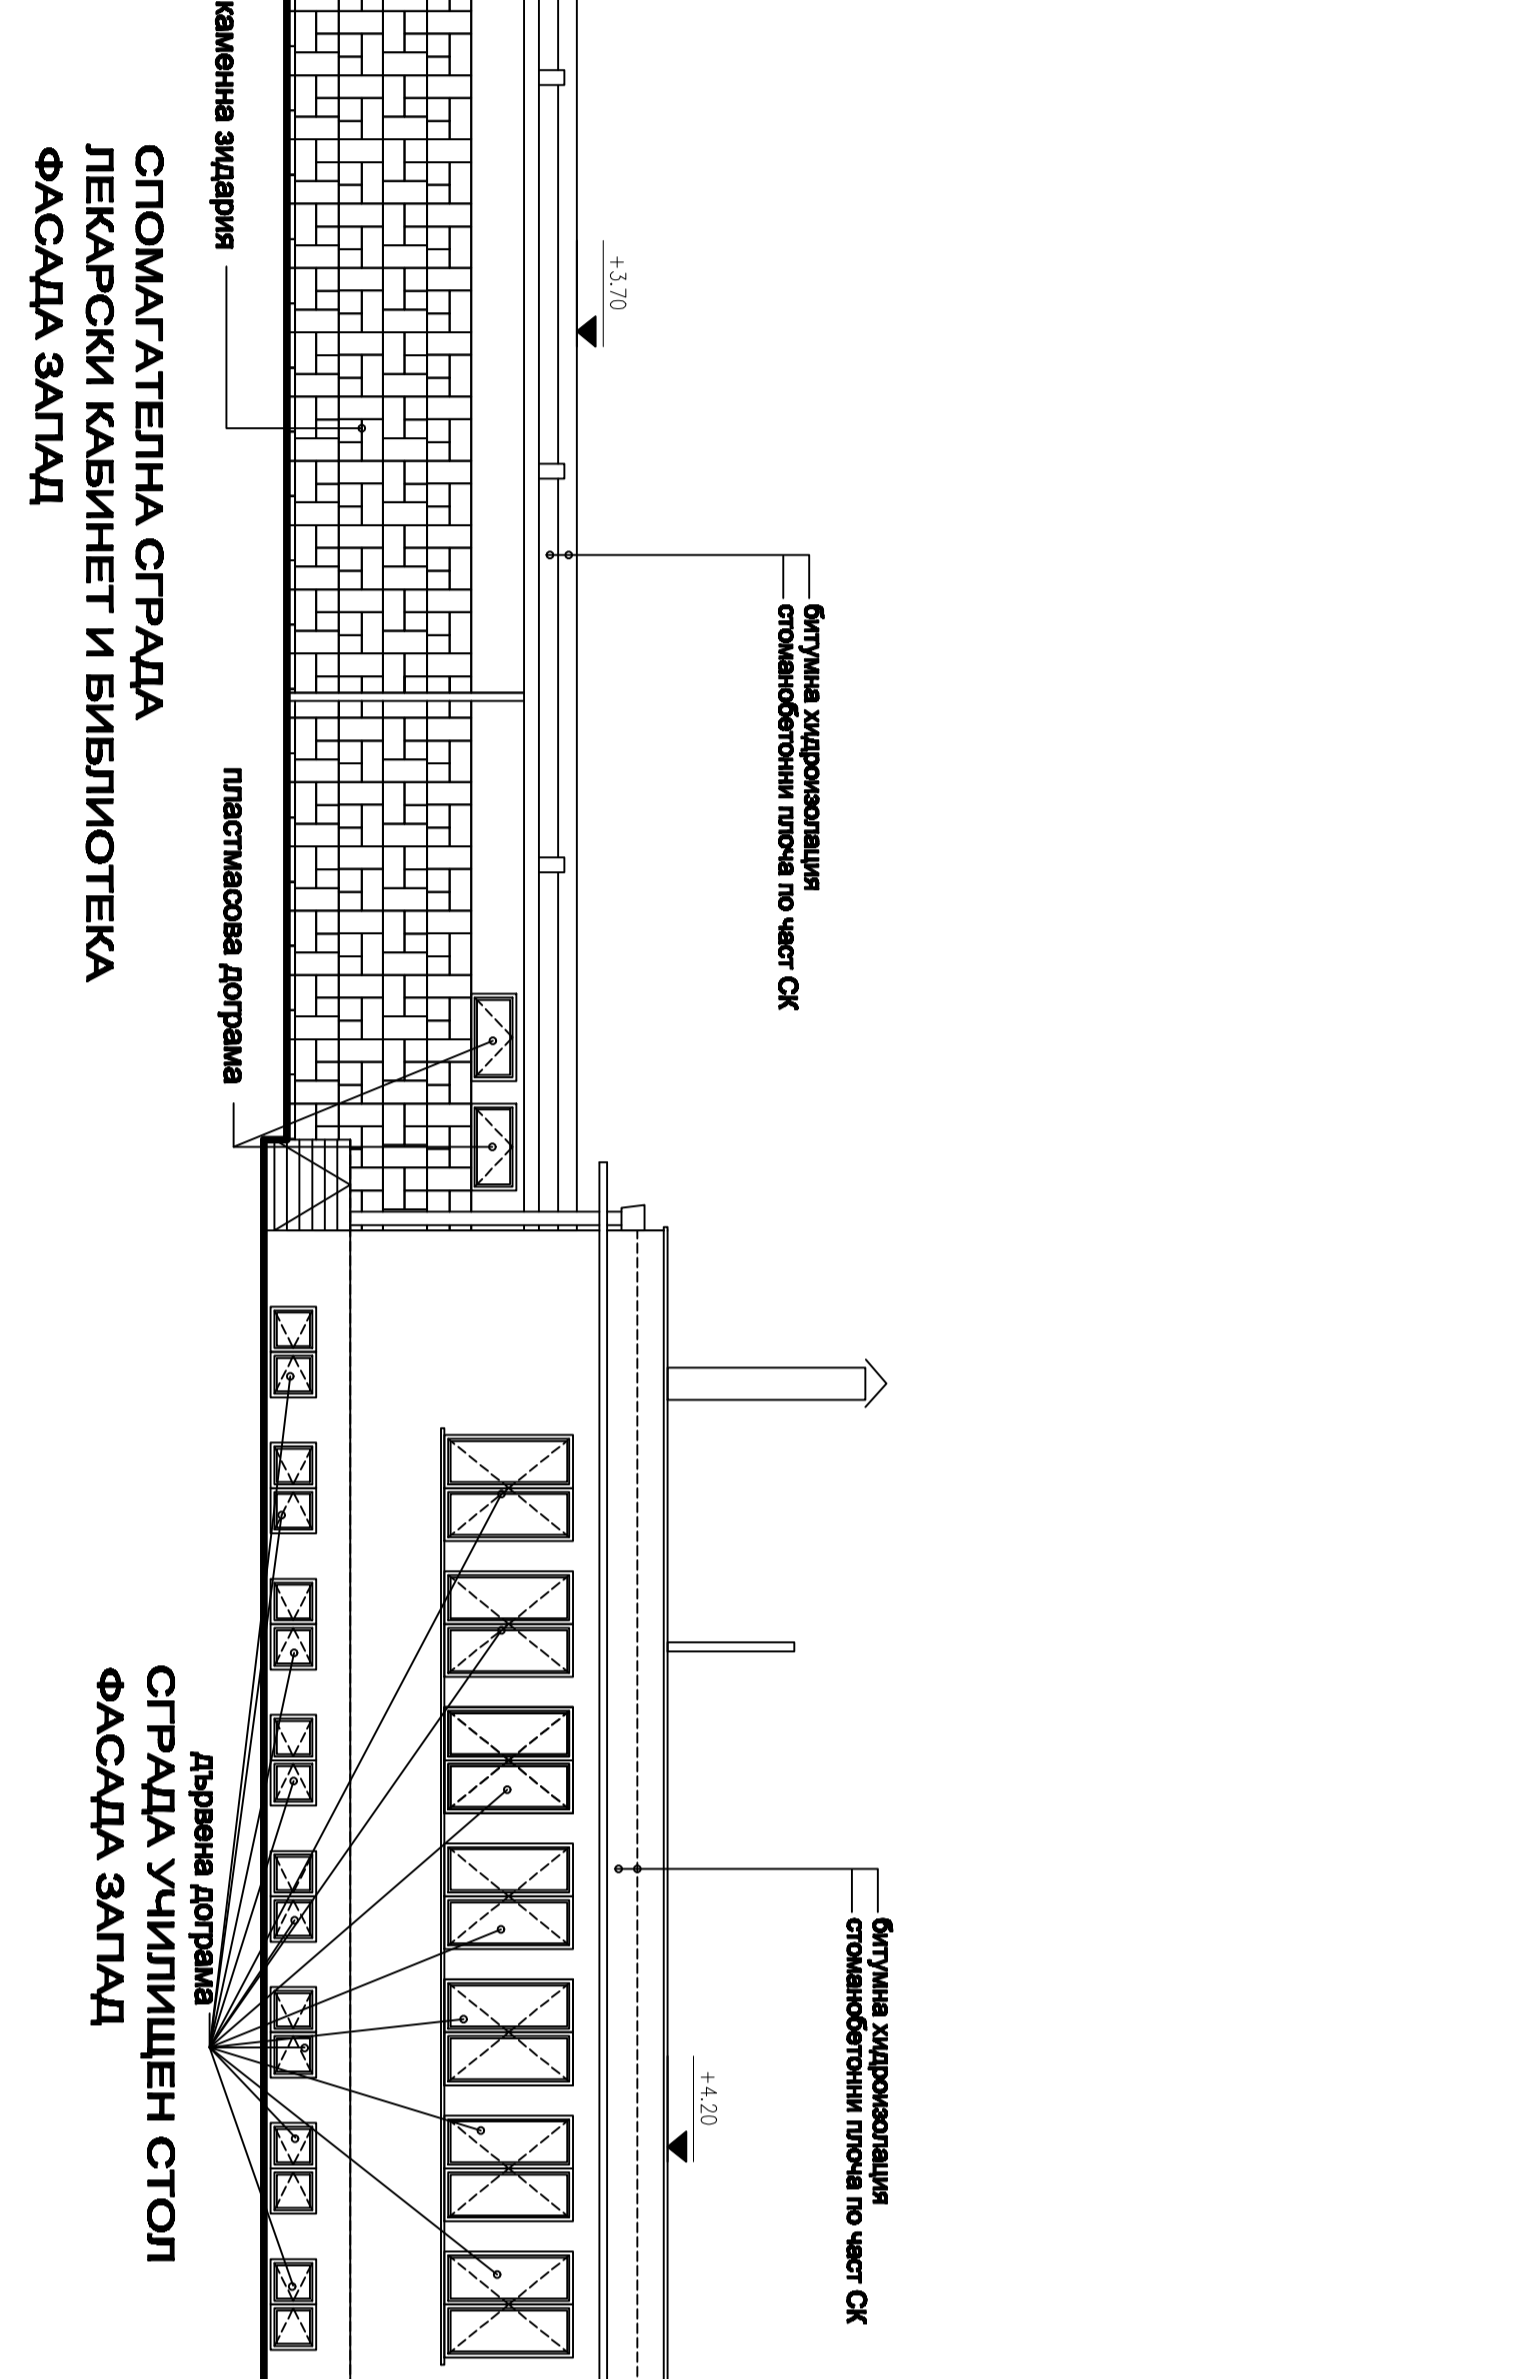 +3.70
битумна хидроизолация
стоманобетонни плоча по част СК
каменна зидария
пластмасова дограма
СПОМАГАТЕЛНА СГРАДА
ЛЕКАРСКИ КАБИНЕТ И БИБЛИОТЕКА
ФАСАДА ЗАПАД
битумна хидроизолация
стоманобетонни плоча по част СК
+4.20
дървена дограма
СГРАДА УЧИЛИЩЕН СТОЛ
ФАСАДА ЗАПАД